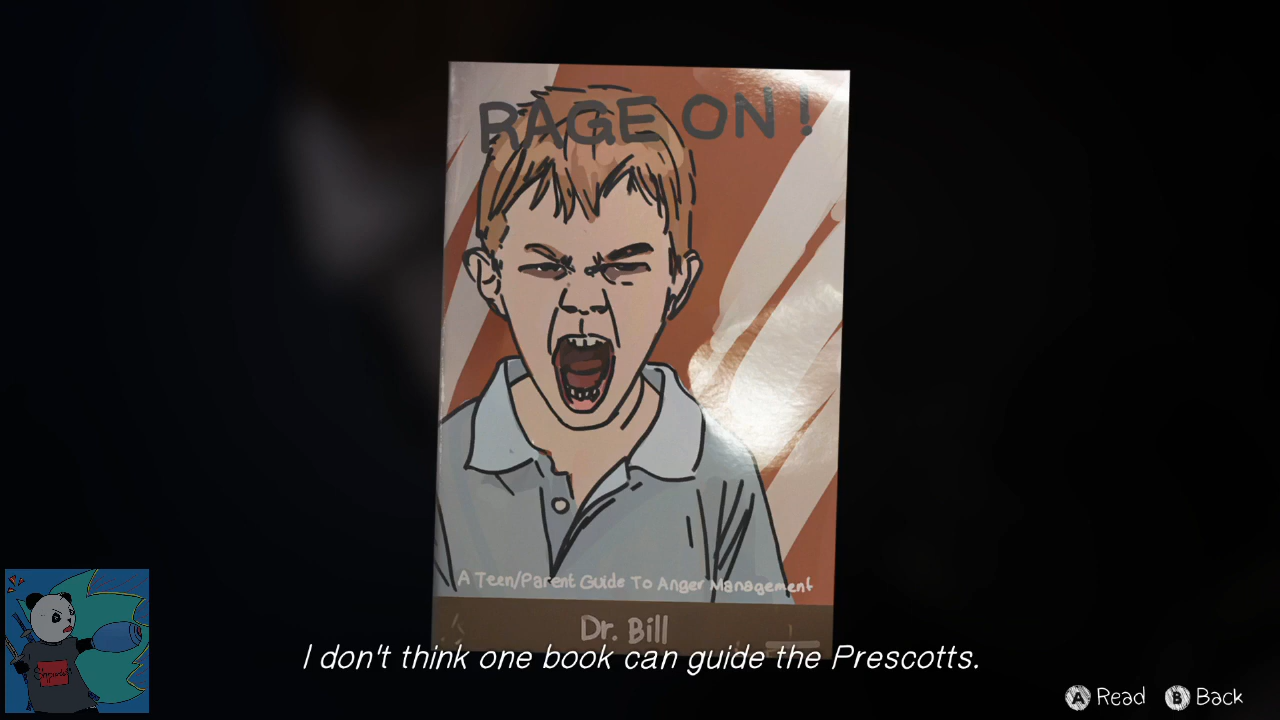 RAGE ON!
A Teen/Parent Guide To Anger Management
Dr. Bill
I don't think one book can guide the Prescotts.
A Read B Back